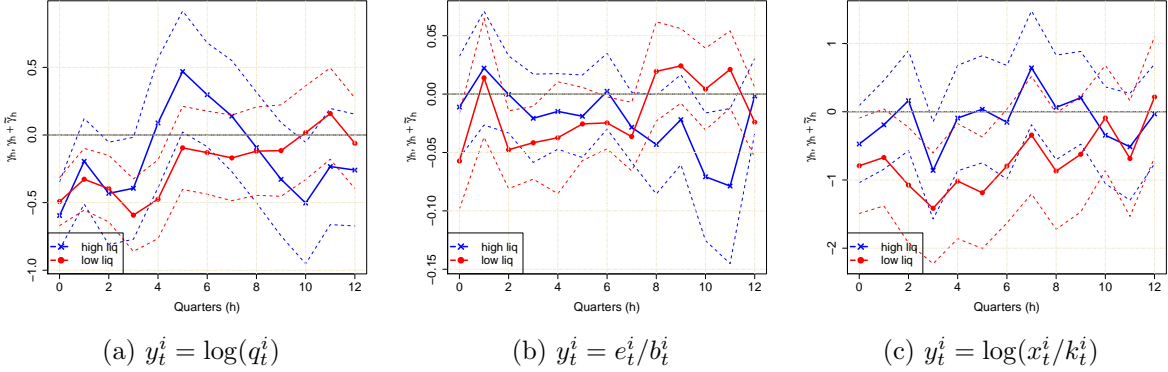 γₕ, γₕ + γ̃ₕ
0.5
0.0
−0.5
−1.0
high liq
low liq
0 2 4 6 8 10 12
Quarters (h)
(a) yₜⁱ = log(qₜⁱ)
γₕ, γₕ + γ̃ₕ
0.05
0.00
−0.05
−0.10
−0.15
high liq
low liq
0 2 4 6 8 10 12
Quarters (h)
(b) yₜⁱ = eₜⁱ/bₜⁱ
γₕ, γₕ + γ̃ₕ
1
0
−1
−2
high liq
low liq
0 2 4 6 8 10 12
Quarters (h)
(c) yₜⁱ = log(xₜⁱ/kₜⁱ)